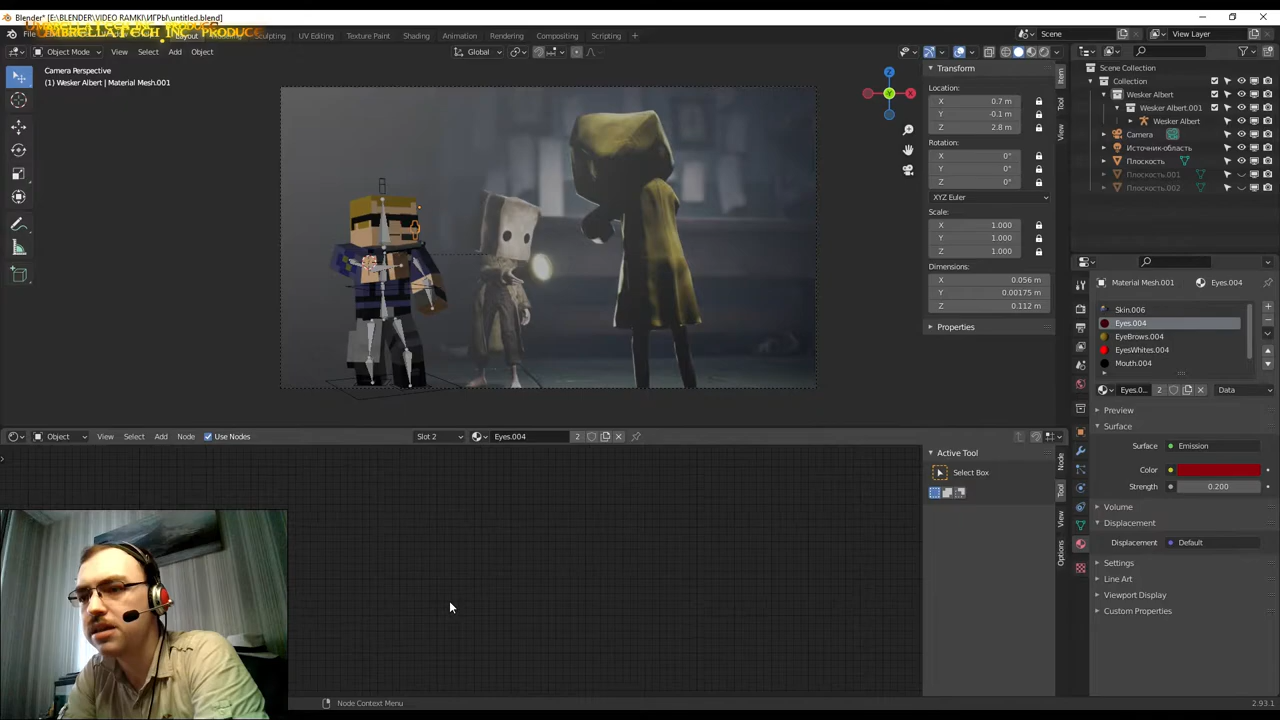 Blender* [E:\BLENDER\VIDEO RAMKI\ИГРЫ\untitled.blend]
UMBRELLATECH INC PRODUCE
Layout
Sculpting
UV Editing
Texture Paint
Shading
Animation
Rendering
Compositing
Scripting
Scene
View Layer
Object Mode
View
Select
Add
Object
Global
Camera Perspective
(1) Wesker Albert | Material Mesh.001
Transform
Location:
X 0.7 m
Y -0.1 m
Z 2.8 m
Rotation:
X 0°
Y 0°
Z 0°
XYZ Euler
Scale:
X 1.000
Y 1.000
Z 1.000
Dimensions:
X 0.056 m
Y 0.00175 m
Z 0.112 m
Properties
Item
Tool
View
Scene Collection
Collection
Wesker Albert
Wesker Albert.001
Wesker Albert
Camera
Источник-область
Плоскость
Плоскость.001
Плоскость.002
Material Mesh.001
Eyes.004
Skin.006
Eyes.004
EyeBrows.004
EyesWhites.004
Mouth.004
Eyes.0...
2
Data
Preview
Surface
Surface
Emission
Color
Strength
0.200
Volume
Displacement
Displacement
Default
Settings
Line Art
Viewport Display
Custom Properties
Object
View
Select
Add
Node
Use Nodes
Slot 2
Eyes.004
2
Active Tool
Select Box
Node
Tool
View
Options
Node Context Menu
2.93.1